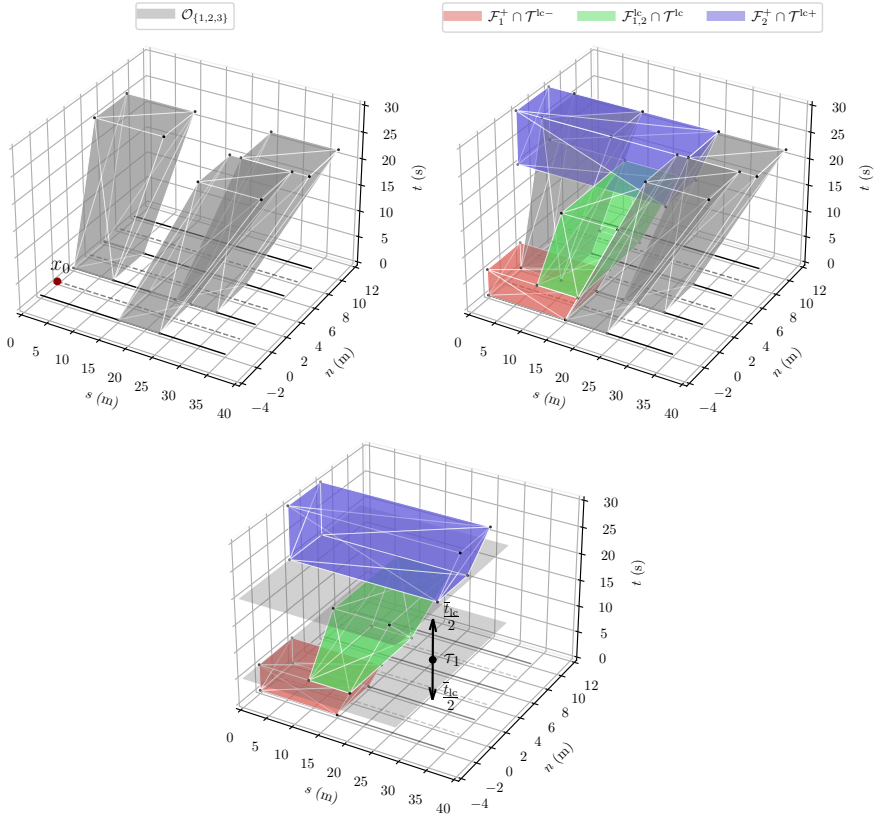 𝒪_{1,2,3}
x_0
0 5 10 15 20 25 30 35 40
s (m)
−4 −2 0 2 4 6 8 10 12
n (m)
0 5 10 15 20 25 30
t (s)
ℱ_1^+ ∩ 𝒯^{lc−} ℱ_{1,2}^{lc} ∩ 𝒯^{lc} ℱ_2^+ ∩ 𝒯^{lc+}
0 5 10 15 20 25 30 35 40
s (m)
−4 −2 0 2 4 6 8 10 12
n (m)
0 5 10 15 20 25 30
t (s)
t̅_{lc}/2
τ_1
t̅_{lc}/2
0 5 10 15 20 25 30 35 40
s (m)
−4 −2 0 2 4 6 8 10 12
n (m)
0 5 10 15 20 25 30
t (s)